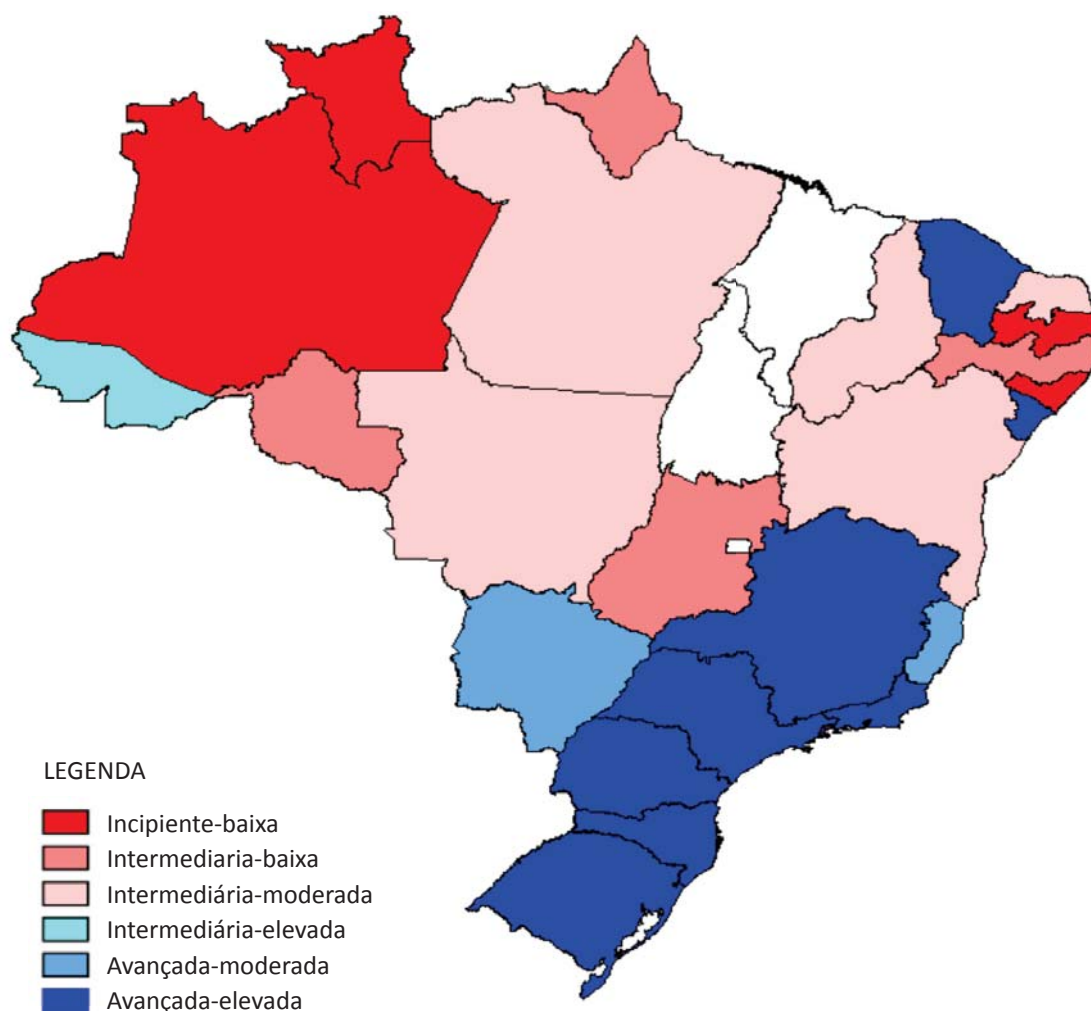 LEGENDA
Incipiente-baixa
Intermediaria-baixa
Intermediária-moderada
Intermediária-elevada
Avançada-moderada
Avançada-elevada